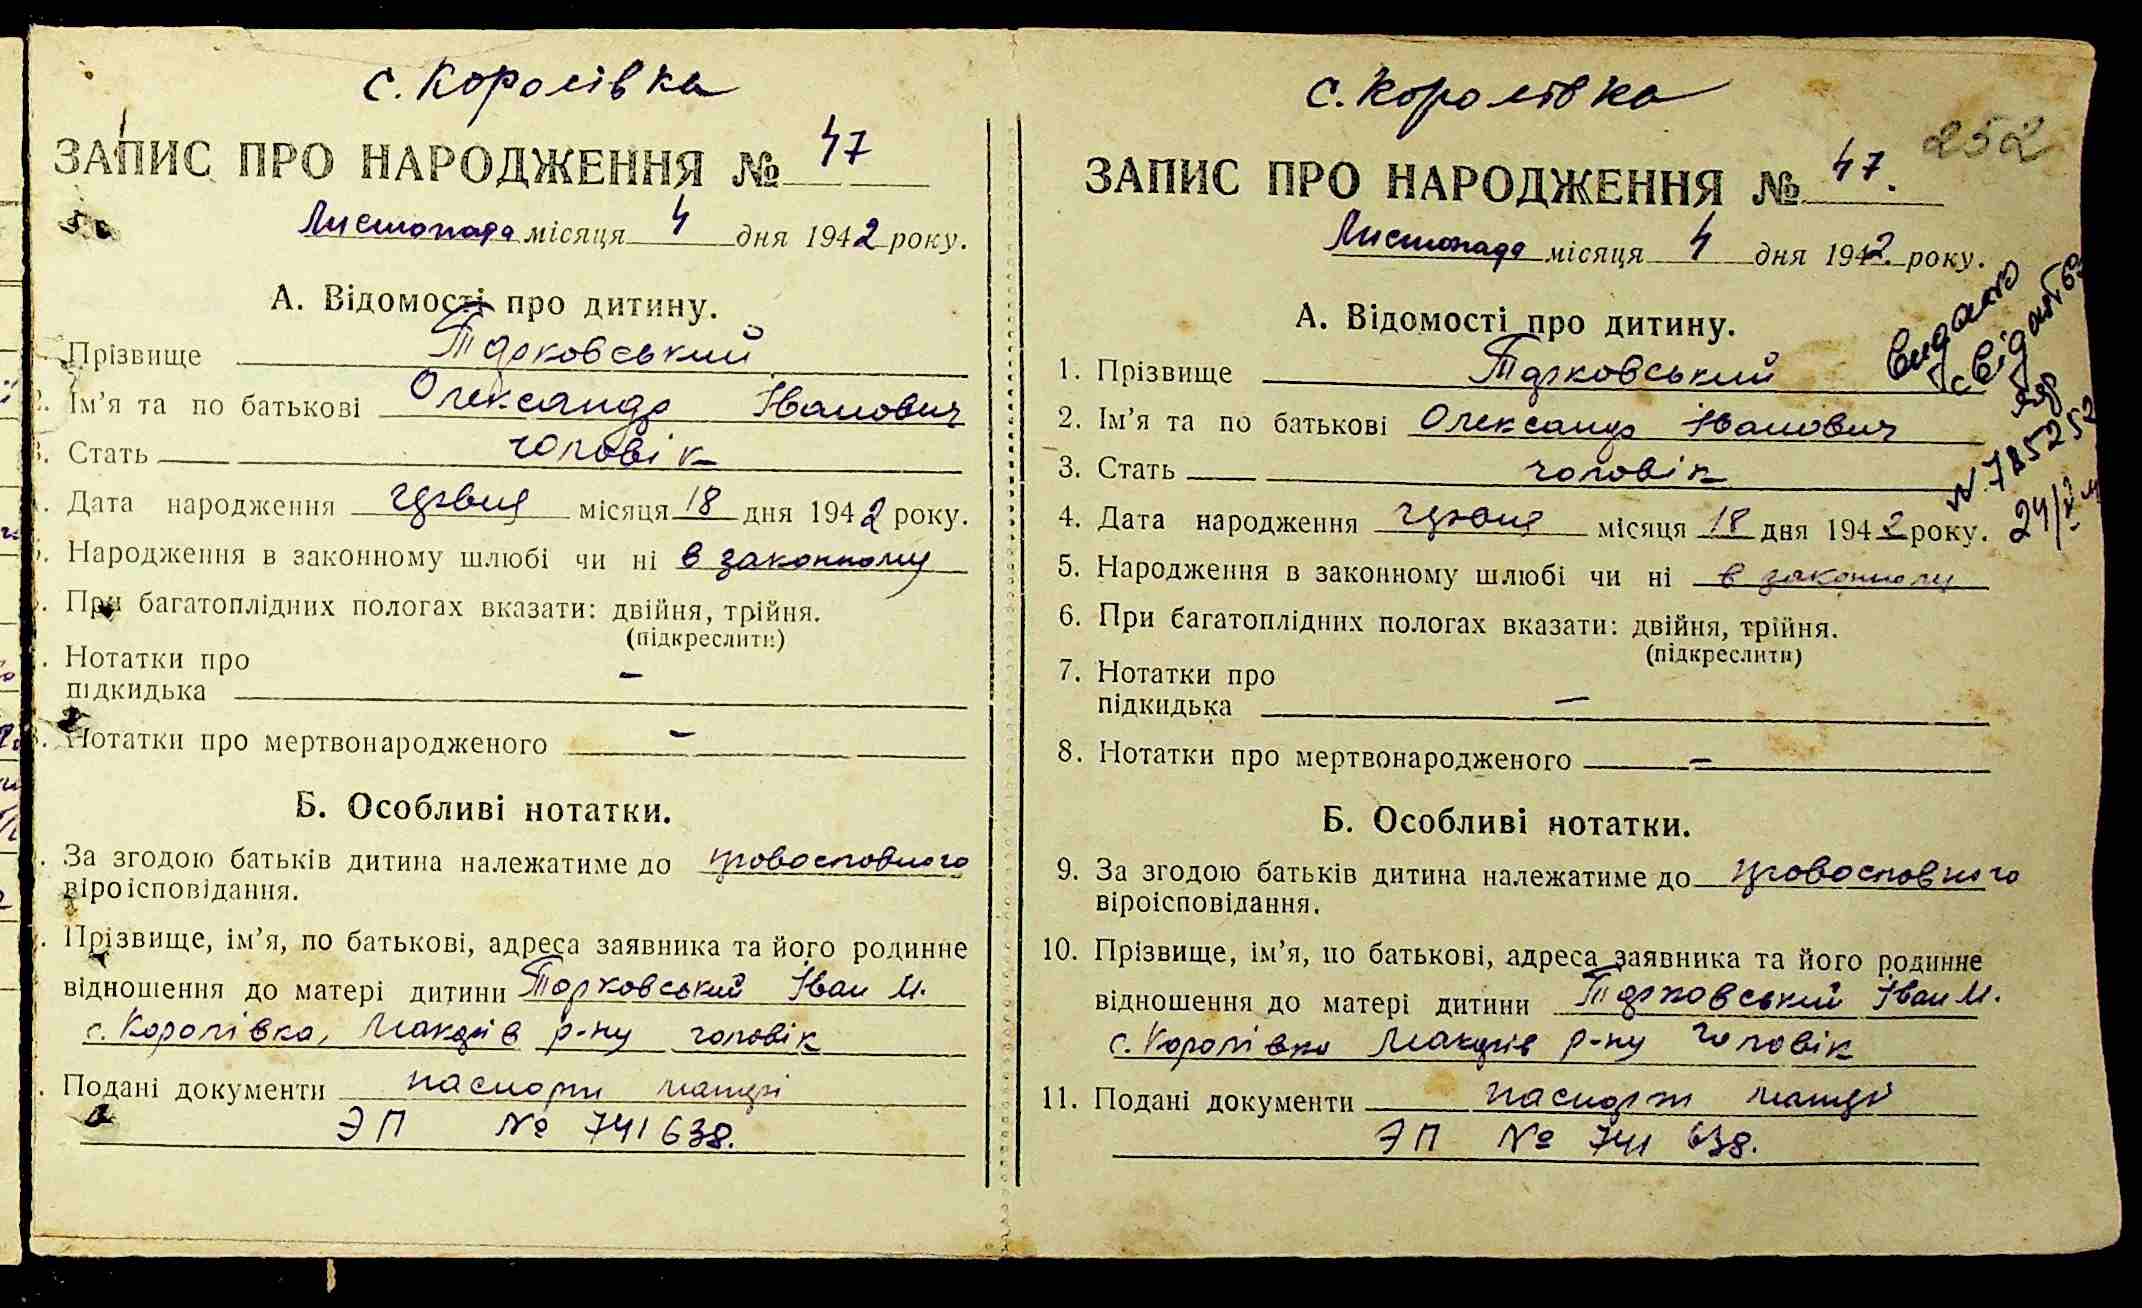 с. Королівка
ЗАПИС ПРО НАРОДЖЕННЯ № 47
Листопада місяця 4 дня 1942 року.
А. Відомості про дитину.
Прізвище Тарковський
2. Ім'я та по батькові Олександр Іванович
3. Стать чоловік
. Дата народження червня місяця 18 дня 1942 року.
. Народження в законному шлюбі чи ні в законному
. При багатоплідних пологах вказати: двійня, трійня.
(підкреслити)
. Нотатки про
підкидька —
. Нотатки про мертвонародженого —
Б. Особливі нотатки.
. За згодою батьків дитина належатиме до православного
віроісповідання.
. Прізвище, ім'я, по батькові, адреса заявника та його родинне
відношення до матері дитини Тарковський Іван М.
с. Королівка, Макарів р-ну чоловік
. Подані документи паспорт матері
ЭП № 741638.
с. Королівка
252
ЗАПИС ПРО НАРОДЖЕННЯ № 47.
Листопада місяця 4 дня 1942 року.
А. Відомості про дитину.
1. Прізвище Тарковський
2. Ім'я та по батькові Олександр Іванович
3. Стать чоловік
4. Дата народження червня місяця 18 дня 1942 року.
5. Народження в законному шлюбі чи ні в законному
6. При багатоплідних пологах вказати: двійня, трійня.
(підкреслити)
7. Нотатки про
підкидька —
8. Нотатки про мертвонародженого —
Б. Особливі нотатки.
9. За згодою батьків дитина належатиме до православного
віроісповідання.
10. Прізвище, ім'я, по батькові, адреса заявника та його родинне
відношення до матері дитини Тарковський Іван М.
с. Королівка Макарів р-ну чоловік
11. Подані документи паспорт матері
ЭП № 741 638.
Видано
N 785252